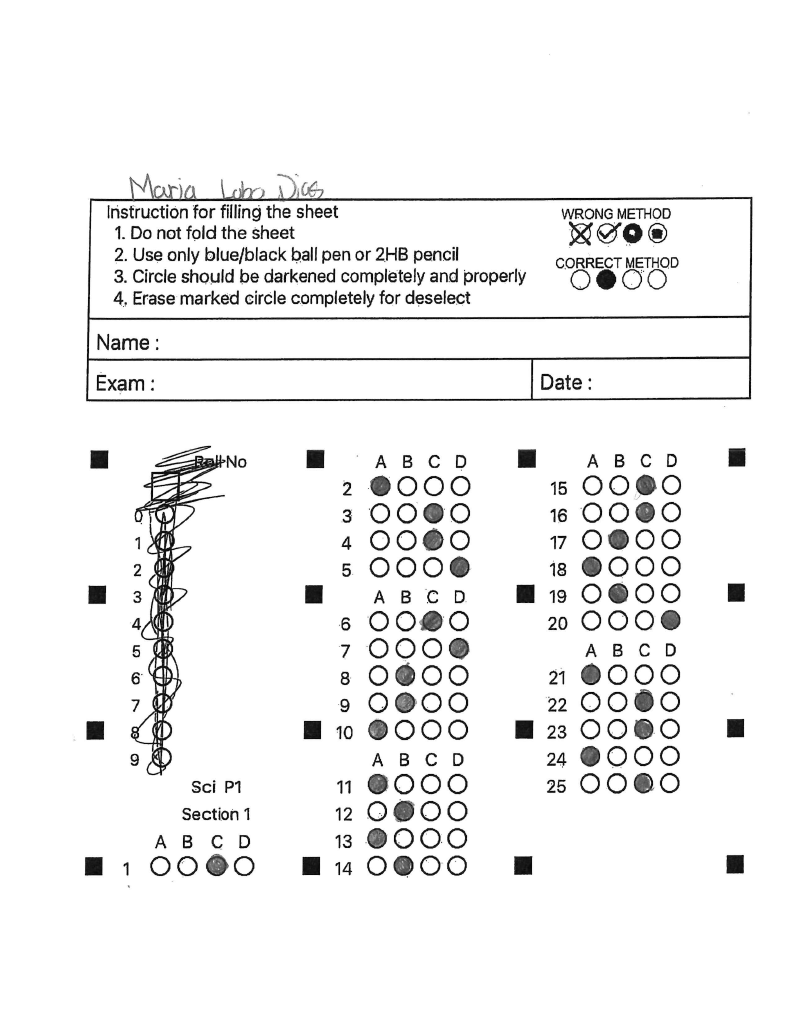 Maria Lobo Dias
Instruction for filling the sheet
1. Do not fold the sheet
2. Use only blue/black ball pen or 2HB pencil
3. Circle should be darkened completely and properly
4. Erase marked circle completely for deselect
WRONG METHOD
CORRECT METHOD
Name :
Exam :
Date :
Roll No
0
1
2
3
4
5
6
7
8
9
Sci P1
Section 1
A B C D
1
A B C D
2
3
4
5
A B C D
6
7
8
9
10
A B C D
11
12
13
14
A B C D
15
16
17
18
19
20
A B C D
21
22
23
24
25